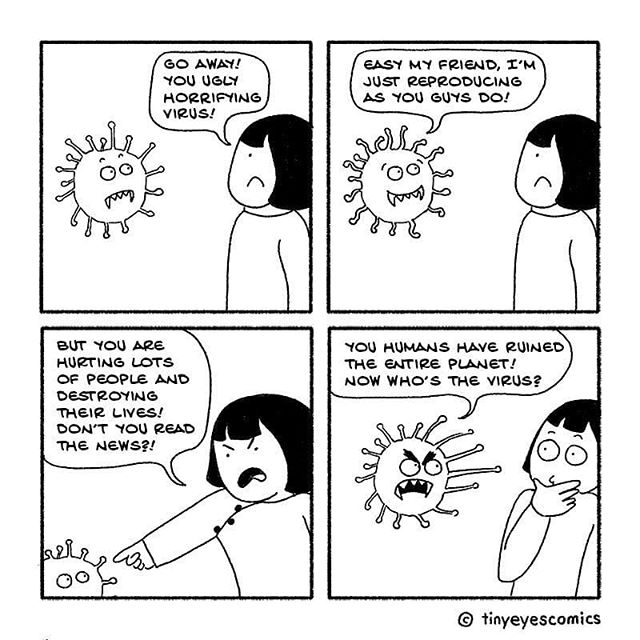 GO AWAY!
YOU UGLY
HORRIFYING
VIRUS!
EASY MY FRIEND, I'M
JUST REPRODUCING
AS YOU GUYS DO!
BUT YOU ARE
HURTING LOTS
OF PEOPLE AND
DESTROYING
THEIR LIVES!
DON'T YOU READ
THE NEWS?!
YOU HUMANS HAVE RUINED
THE ENTIRE PLANET!
NOW WHO'S THE VIRUS?
© tinyeyescomics